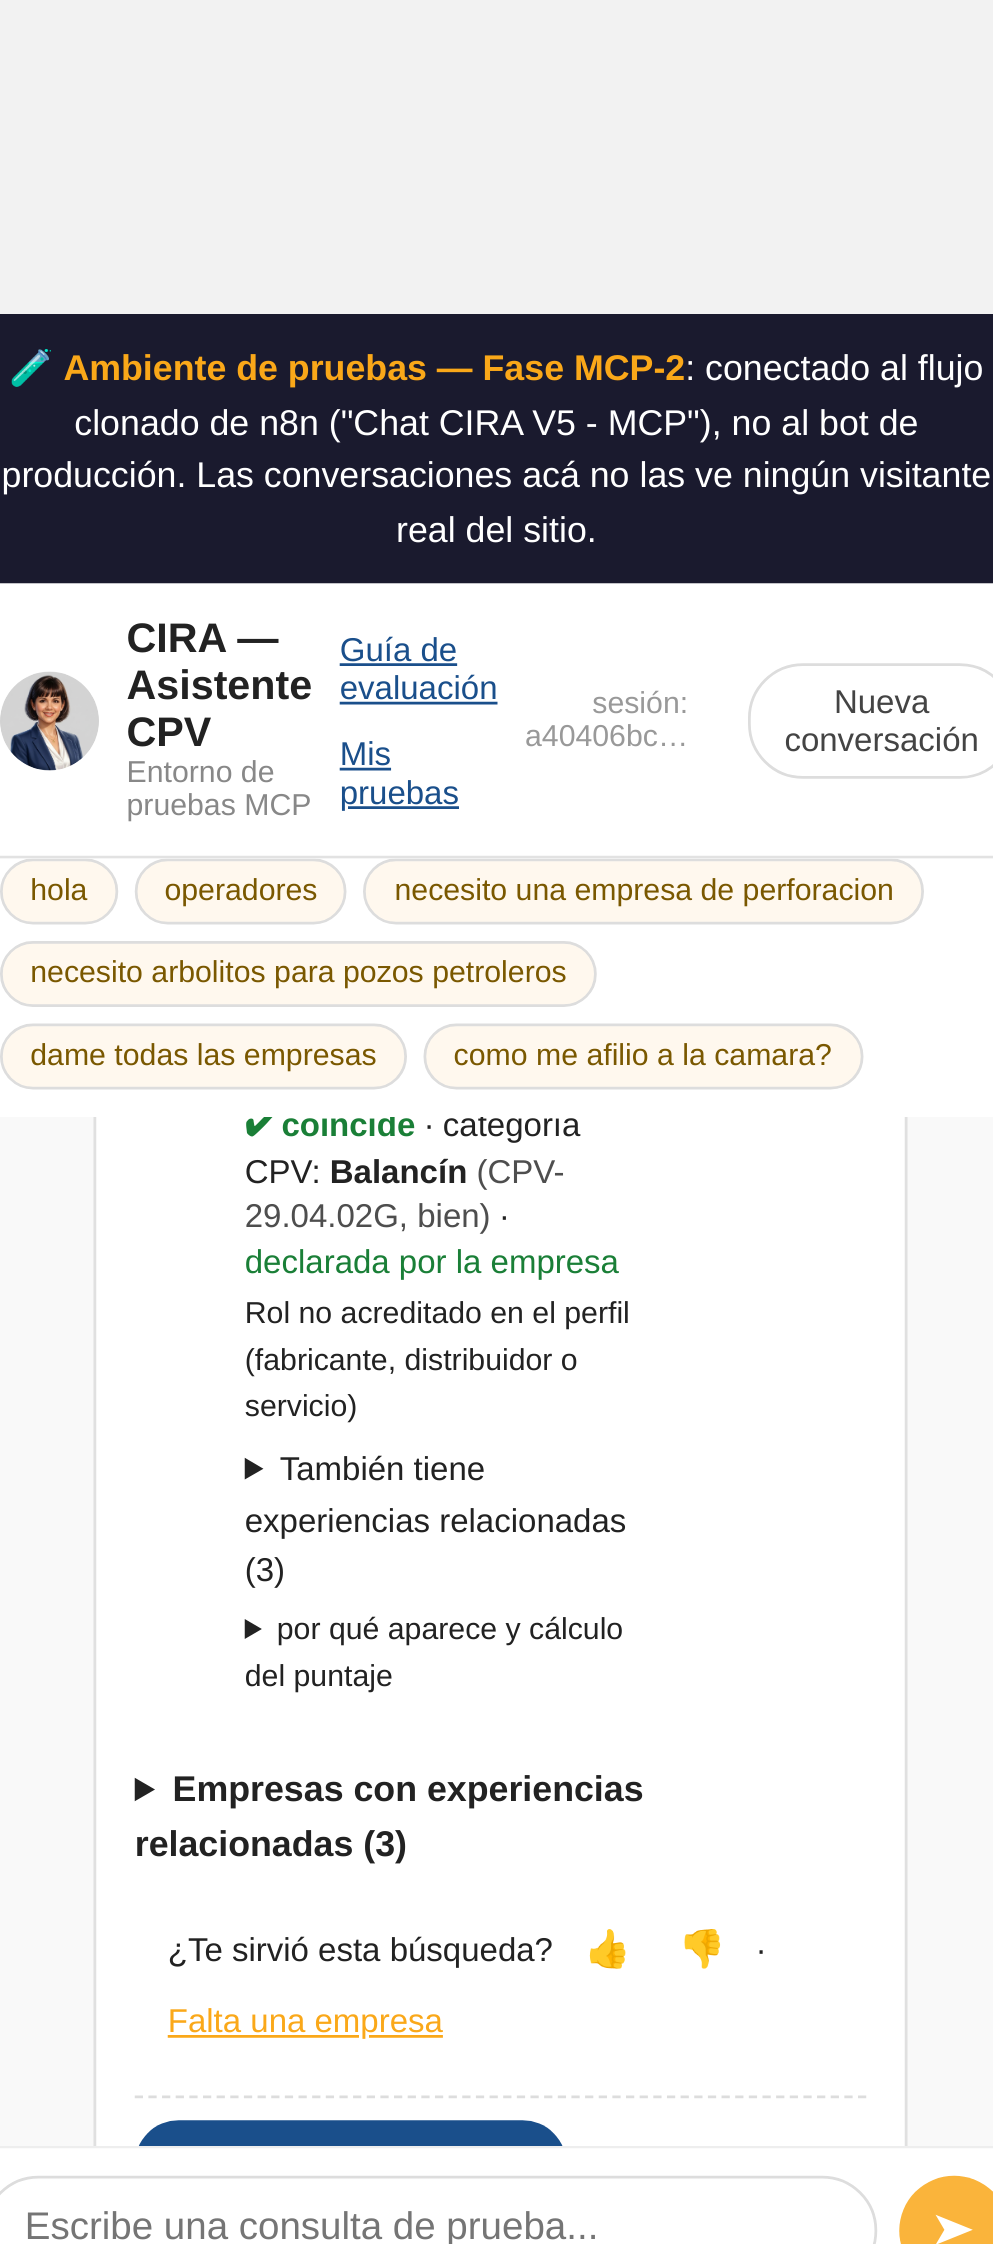 🧪 Ambiente de pruebas — Fase MCP-2: conectado al flujo
clonado de n8n ("Chat CIRA V5 - MCP"), no al bot de
producción. Las conversaciones acá no las ve ningún visitante
real del sitio.
CIRA —
Asistente
CPV
Entorno de
pruebas MCP
Guía de
evaluación
Mis
pruebas
sesión:
a40406bc…
Nueva
conversación
hola
operadores
necesito una empresa de perforacion
necesito arbolitos para pozos petroleros
dame todas las empresas
como me afilio a la camara?
✔ coincide · categoría
CPV: Balancín (CPV-
29.04.02G, bien) ·
declarada por la empresa
Rol no acreditado en el perfil
(fabricante, distribuidor o
servicio)
▶ También tiene
experiencias relacionadas
(3)
▶ por qué aparece y cálculo
del puntaje
▶ Empresas con experiencias
relacionadas (3)
¿Te sirvió esta búsqueda? 👍 👎 ·
Falta una empresa
Escribe una consulta de prueba...
➤